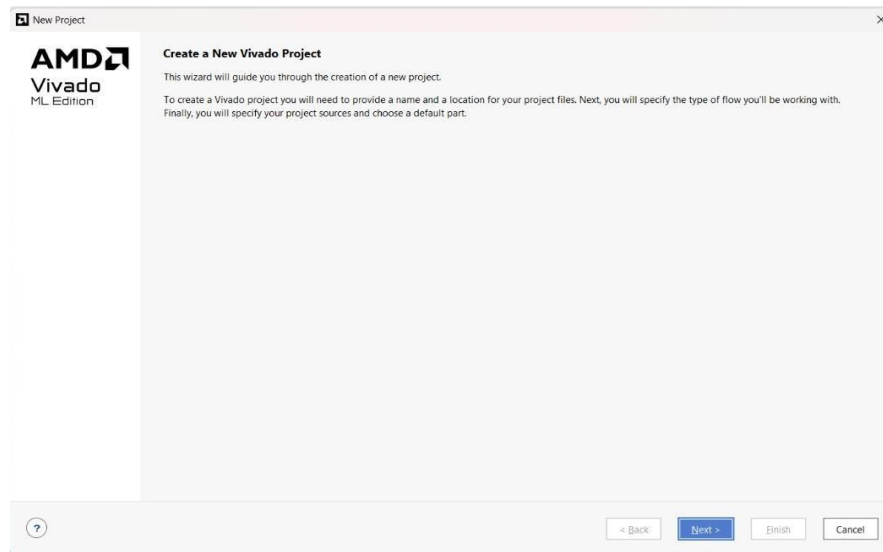 New Project
AMD
Vivado
ML Edition
Create a New Vivado Project
This wizard will guide you through the creation of a new project.
To create a Vivado project you will need to provide a name and a location for your project files. Next, you will specify the type of flow you'll be working with.
Finally, you will specify your project sources and choose a default part.
?
< Back
Next >
Finish
Cancel